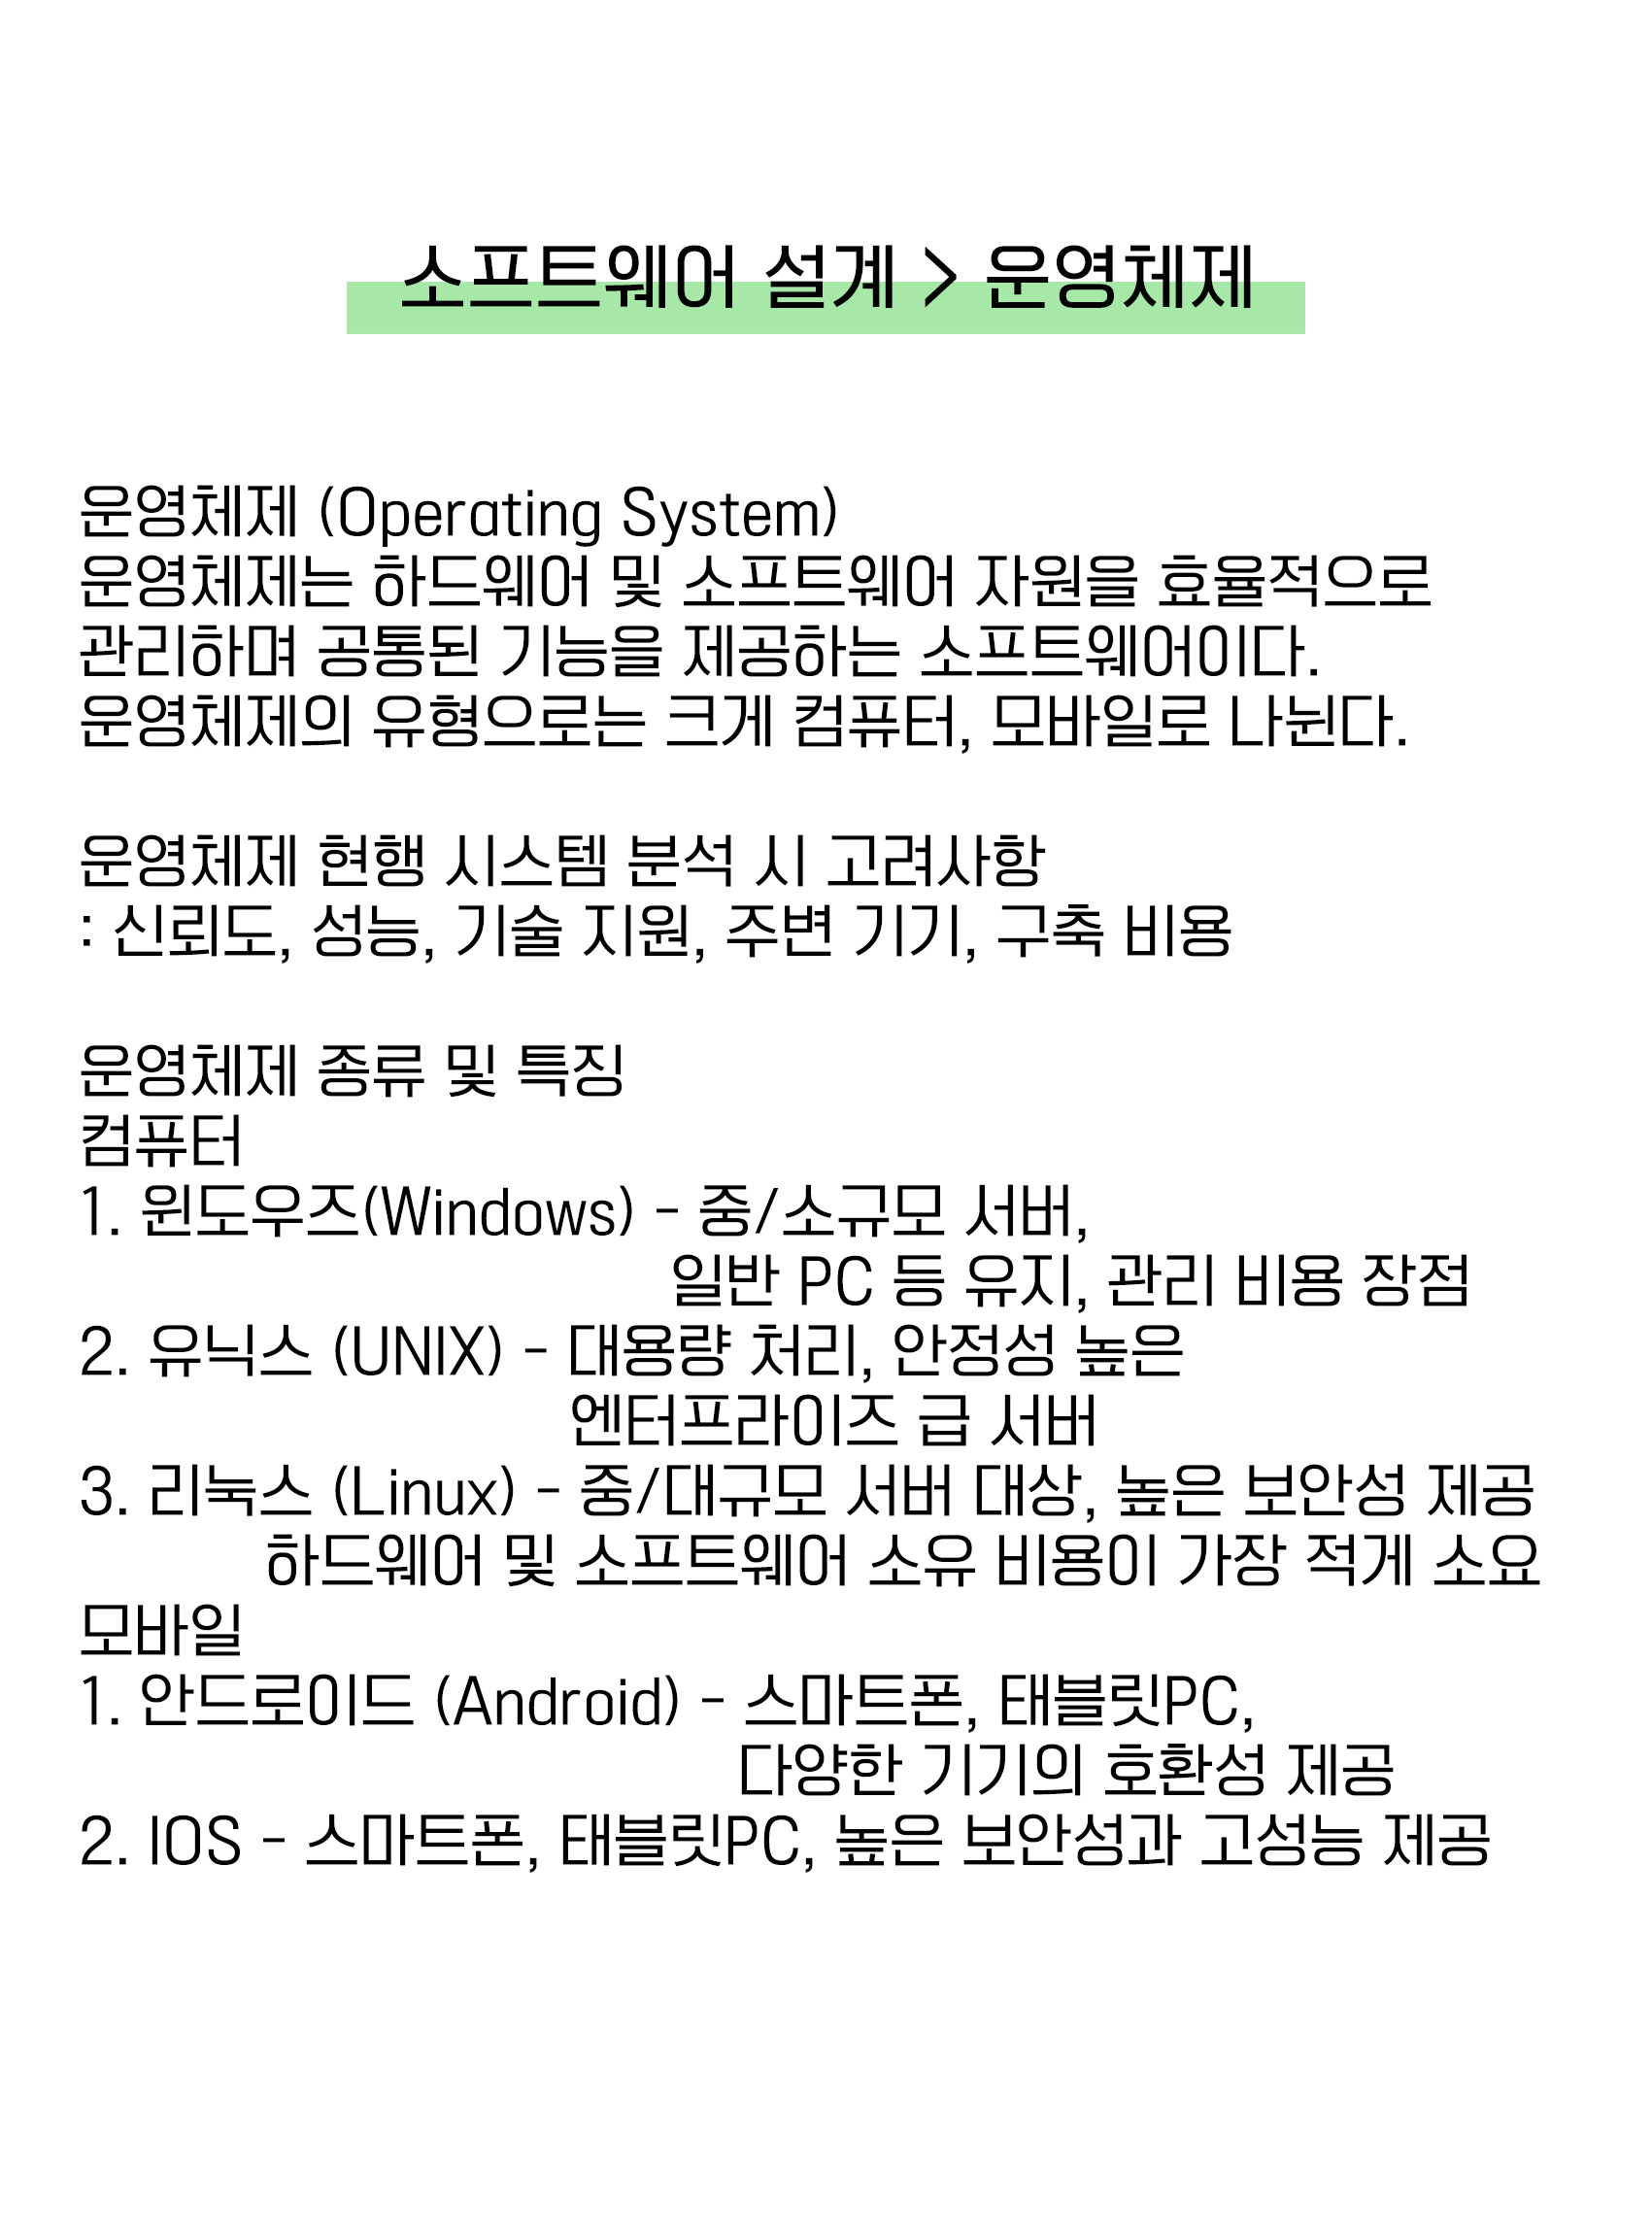 소프트웨어 설계 > 운영체제
운영체제 (Operating System)
운영체제는 하드웨어 및 소프트웨어 자원을 효율적으로
관리하며 공통된 기능을 제공하는 소프트웨어이다.
운영체제의 유형으로는 크게 컴퓨터, 모바일로 나뉜다.
운영체제 현행 시스템 분석 시 고려사항
: 신뢰도, 성능, 기술 지원, 주변 기기, 구축 비용
운영체제 종류 및 특징
컴퓨터
1. 윈도우즈(Windows) - 중/소규모 서버,
일반 PC 등 유지, 관리 비용 장점
2. 유닉스 (UNIX) - 대용량 처리, 안정성 높은
엔터프라이즈 급 서버
3. 리눅스 (Linux) - 중/대규모 서버 대상, 높은 보안성 제공
하드웨어 및 소프트웨어 소유 비용이 가장 적게 소요
모바일
1. 안드로이드 (Android) - 스마트폰, 태블릿PC,
다양한 기기의 호환성 제공
2. IOS - 스마트폰, 태블릿PC, 높은 보안성과 고성능 제공